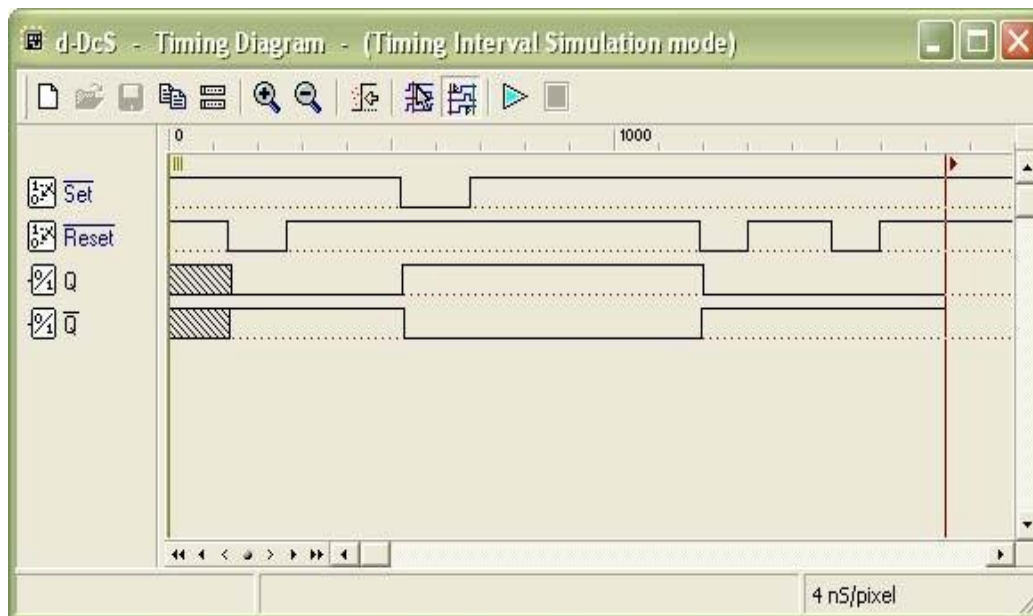 d-DcS - Timing Diagram - (Timing Interval Simulation mode)
0 1000
Set
Reset
Q
Q
4 nS/pixel